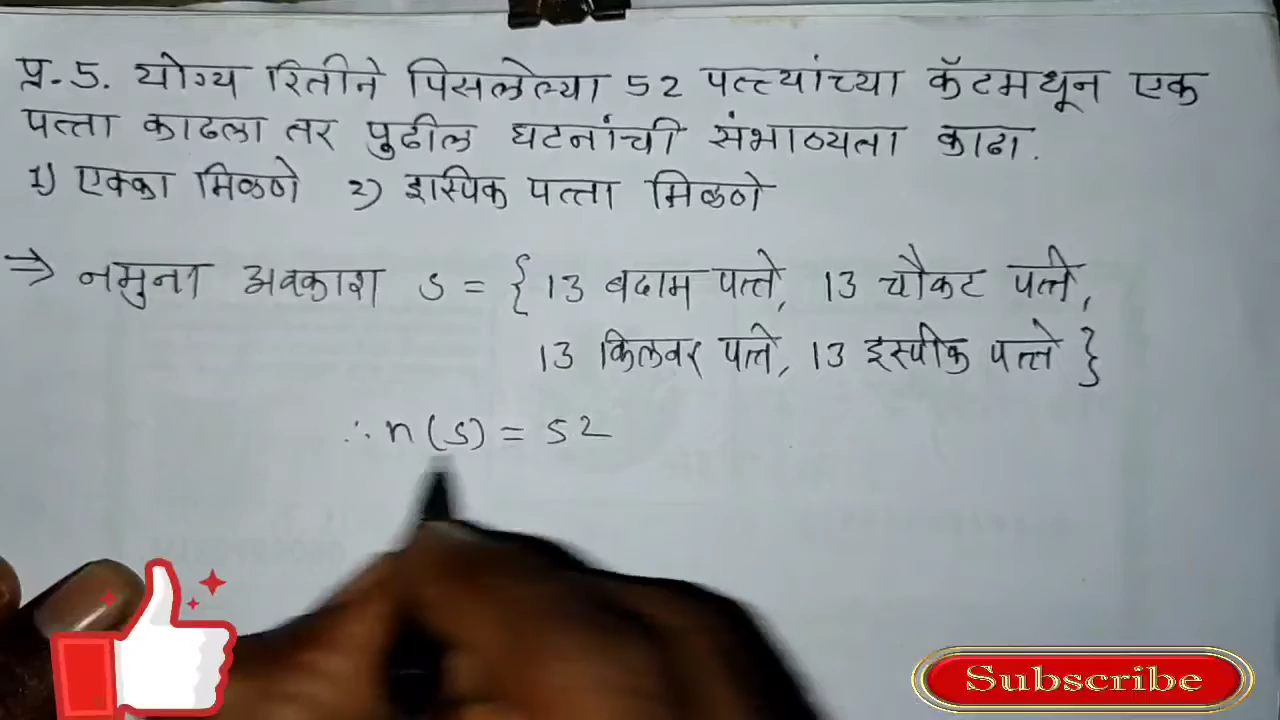 प्र.5. योग्य रितीने पिसलेल्या 52 पत्त्यांच्या कॅटमधून एक
पत्ता काढला तर पुढील घटनांची संभाव्यता काढा.
1) एक्का मिळणे 2) इस्पिक पत्ता मिळणे
⇒ नमुना अवकाश S = { 13 बदाम पत्ते, 13 चौकट पत्ते,
13 किलवर पत्ते, 13 इस्पीक पत्ते }
∴ n(S) = 52
Subscribe